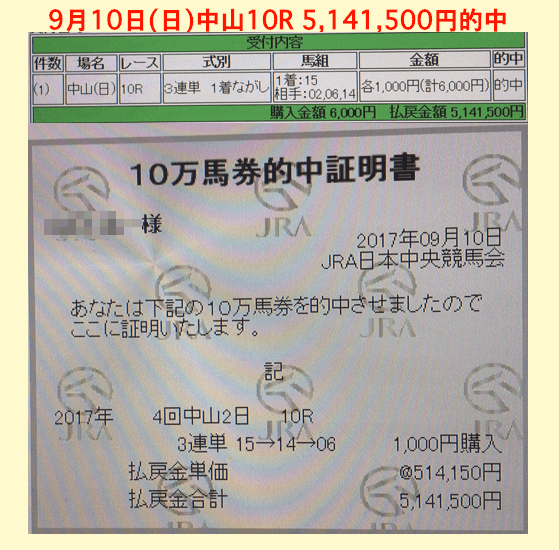 9月10日(日)中山10R 5,141,500円的中
受付内容
件数 場名 レース 式別 馬組 金額 的中
(1) 中山(日) 10R 3連単 1着ながし 1着:15 各1,000円(計6,000円) 的中
相手:02,06,14
購入金額 6,000円 払戻金額 5,141,500円
10万馬券的中証明書
様
JRA JRA
2017年09月10日
JRA日本中央競馬会
あなたは下記の10万馬券を的中させましたので
ここに証明いたします。
JRA JRA
記
2017年 4回中山2日 10R
JRA JRA
3連単 15→14→06 1,000円購入
払戻金単価 @514,150円
払戻金合計 5,141,500円